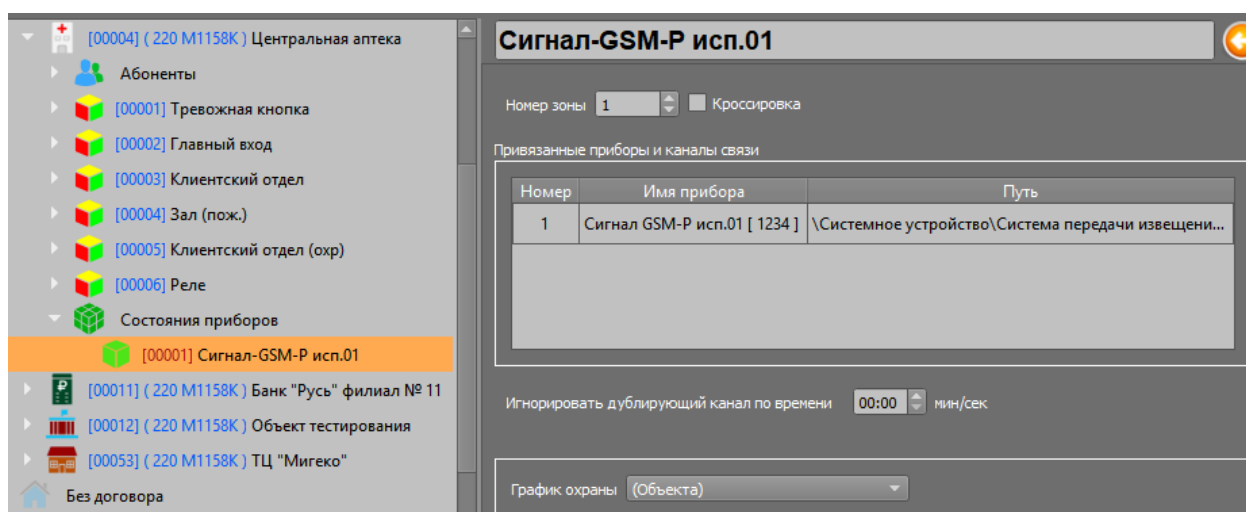 [00004] ( 220 M1158K ) Центральная аптека
Абоненты
[00001] Тревожная кнопка
[00002] Главный вход
[00003] Клиентский отдел
[00004] Зал (пож.)
[00005] Клиентский отдел (охр)
[00006] Реле
Состояния приборов
[00001] Сигнал-GSM-P исп.01
[00011] ( 220 M1158K ) Банк "Русь" филиал № 11
[00012] ( 220 M1158K ) Объект тестирования
[00053] ( 220 M1158K ) ТЦ "Мигеко"
Без договора
Сигнал-GSM-P исп.01
Номер зоны 1 Кроссировка
Привязанные приборы и каналы связи
Номер Имя прибора Путь
1 Сигнал GSM-P исп.01 [ 1234 ] \Системное устройство\Система передачи извещени...
Игнорировать дублирующий канал по времени 00:00 мин/сек
График охраны (Объекта)